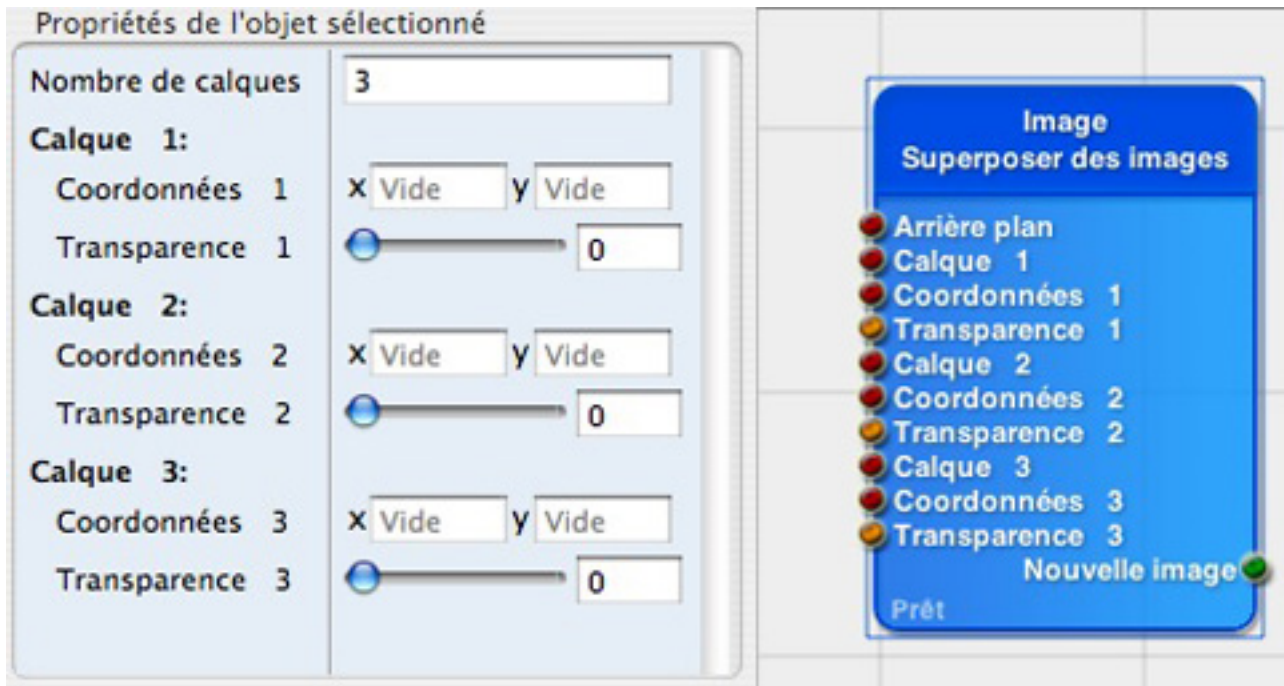 Propriétés de l'objet sélectionné
Nombre de calques 3
Calque 1:
Coordonnées 1 x Vide y Vide
Transparence 1 0
Calque 2:
Coordonnées 2 x Vide y Vide
Transparence 2 0
Calque 3:
Coordonnées 3 x Vide y Vide
Transparence 3 0
Image
Superposer des images
Arrière plan
Calque 1
Coordonnées 1
Transparence 1
Calque 2
Coordonnées 2
Transparence 2
Calque 3
Coordonnées 3
Transparence 3
Nouvelle image
Prêt